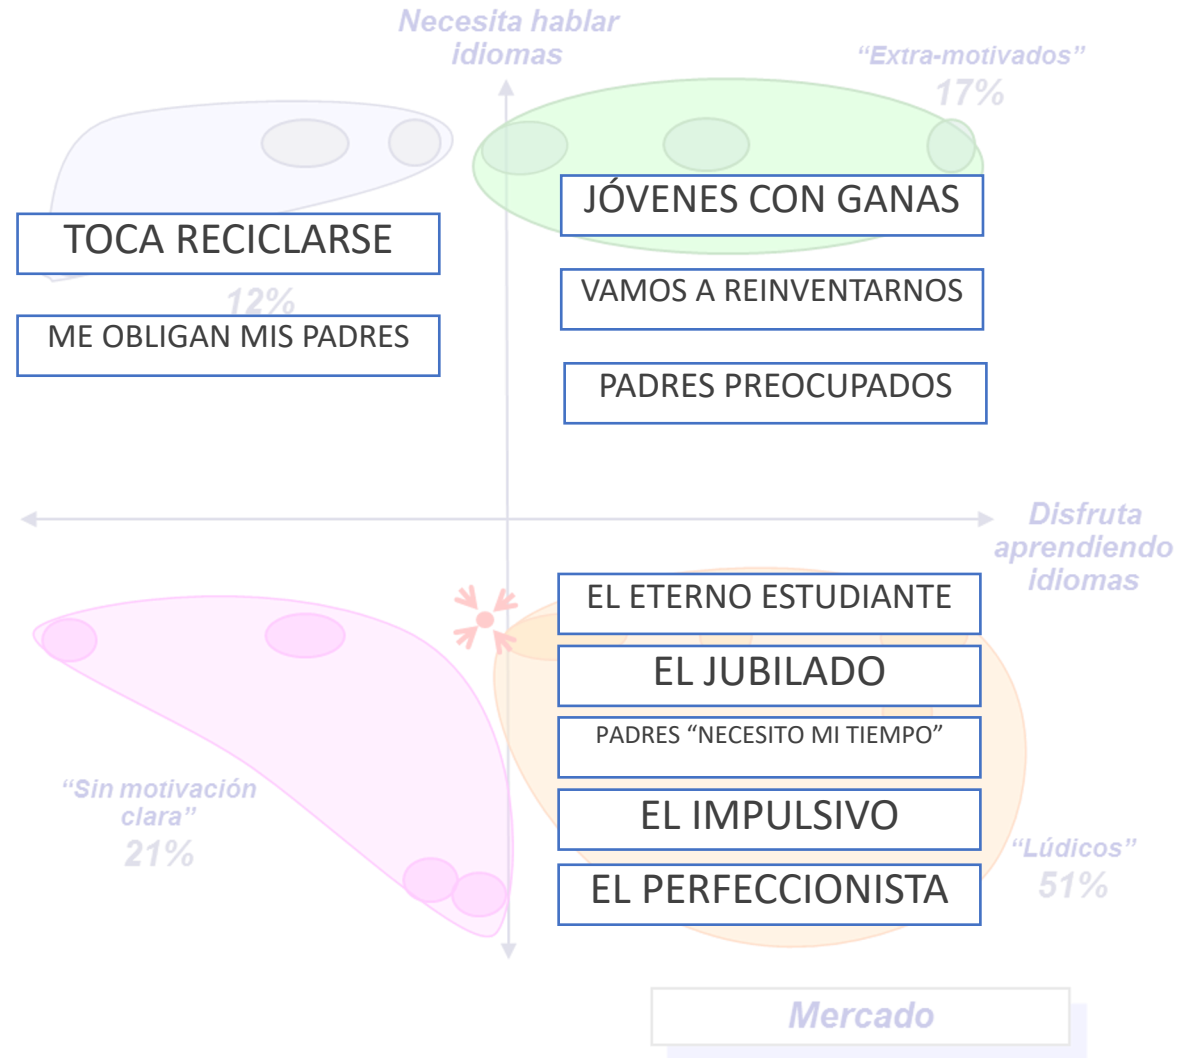 Necesita hablar
idiomas
“Extra-motivados”
17%
JÓVENES CON GANAS
TOCA RECICLARSE
12%
VAMOS A REINVENTARNOS
ME OBLIGAN MIS PADRES
PADRES PREOCUPADOS
Disfruta
aprendiendo
idiomas
EL ETERNO ESTUDIANTE
EL JUBILADO
PADRES “NECESITO MI TIEMPO”
“Sin motivación
clara”
21%
EL IMPULSIVO
“Lúdicos”
51%
EL PERFECCIONISTA
Mercado